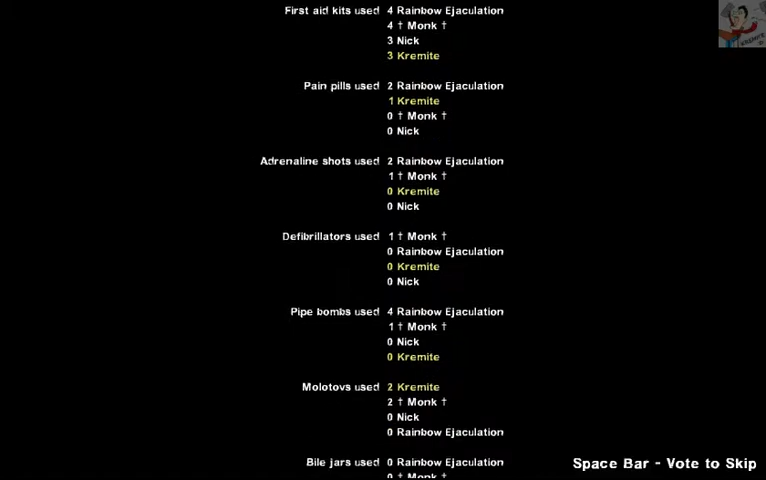 First aid kits used 4 Rainbow Ejaculation
4 † Monk †
3 Nick
3 Kremite
Pain pills used 2 Rainbow Ejaculation
1 Kremite
0 † Monk †
0 Nick
Adrenaline shots used 2 Rainbow Ejaculation
1 † Monk †
0 Kremite
0 Nick
Defibrillators used 1 † Monk †
0 Rainbow Ejaculation
0 Kremite
0 Nick
Pipe bombs used 4 Rainbow Ejaculation
1 † Monk †
0 Nick
0 Kremite
Molotovs used 2 Kremite
2 † Monk †
0 Nick
0 Rainbow Ejaculation
Bile jars used 0 Rainbow Ejaculation
0 † Monk †
Space Bar - Vote to Skip
KREMITE